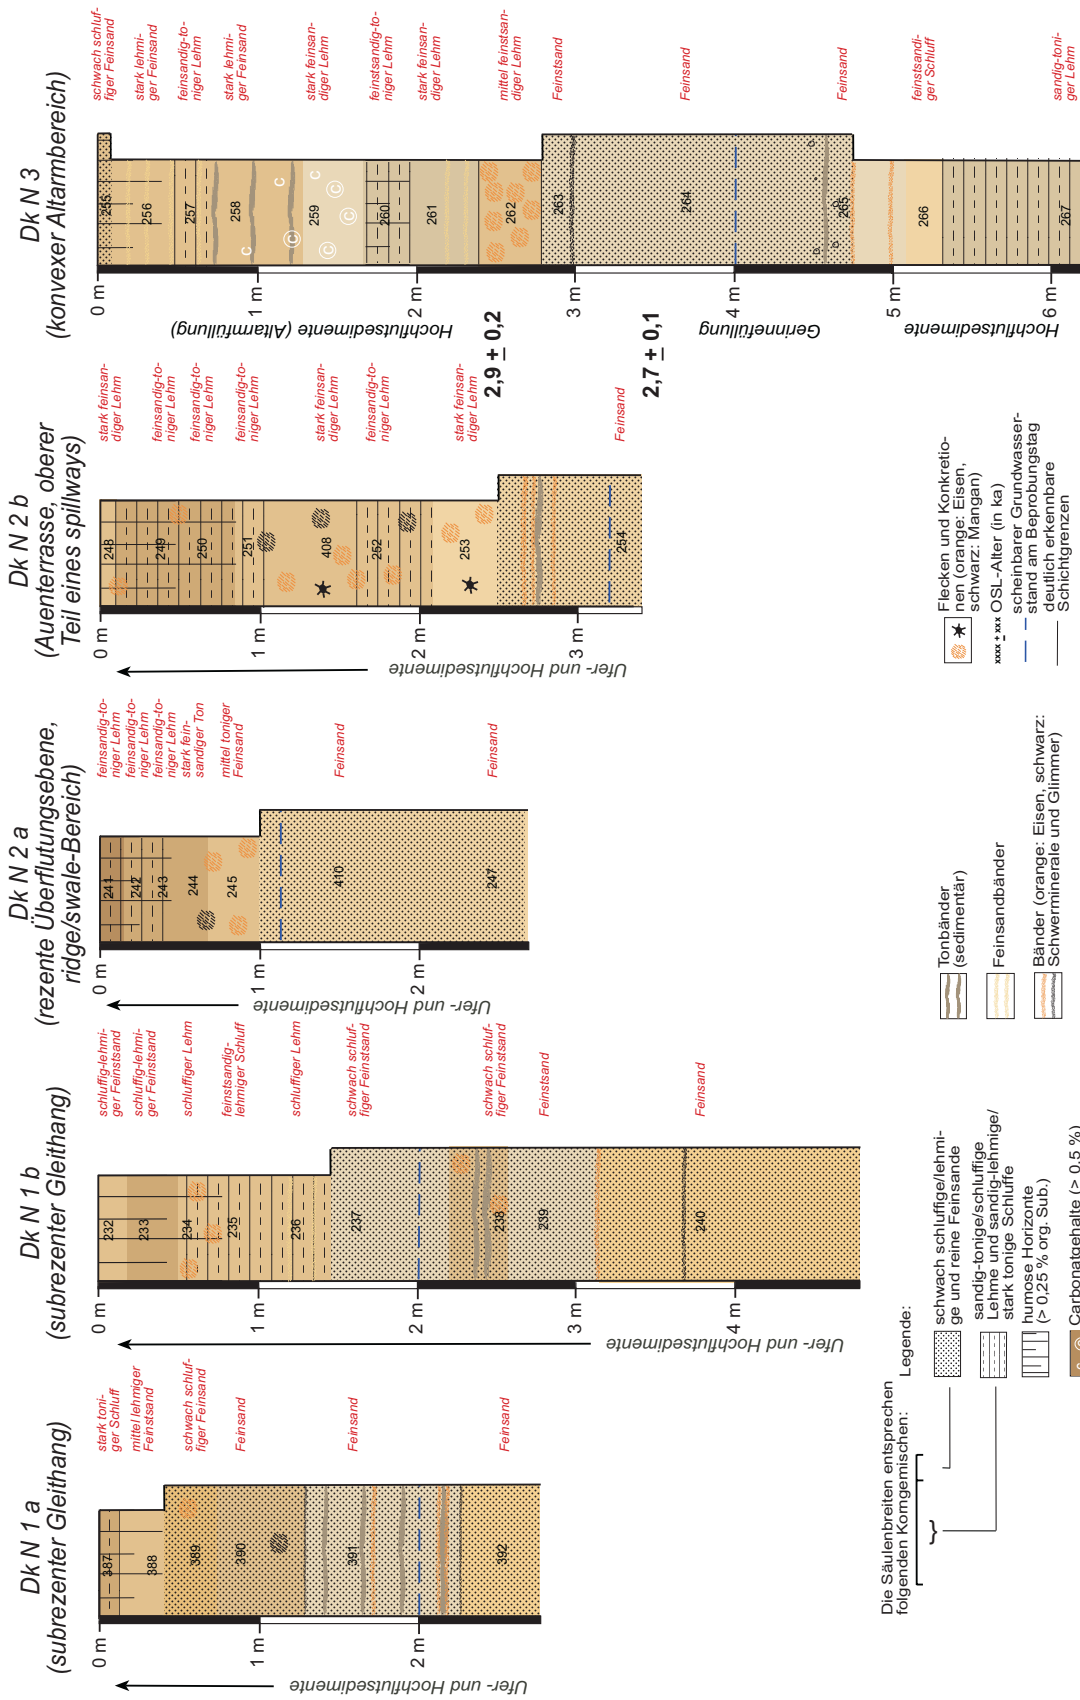 Dk N 1 a
(subrezenter Gleithang)
0 m
1 m
2 m
387
388
389
390
391
392
stark toni-
ger Schluff
mittel lehmiger
Feinstsand
schwach schluf-
figer Feinsand
Feinsand
Feinsand
Feinsand
Ufer- und Hochflutsedimente
Dk N 1 b
(subrezenter Gleithang)
0 m
1 m
2 m
3 m
4 m
232
233
234
235
236
237
238
239
240
schluffig-lehmi-
ger Feinstsand
schluffig-lehmi-
ger Feinstsand
schluffiger Lehm
feinstsandig-
lehmiger Schluff
schluffiger Lehm
schwach schluf-
figer Feinstsand
schwach schluf-
figer Feinstsand
Feinstsand
Feinsand
Ufer- und Hochflutsedimente
Dk N 2 a
(rezente Überflutungsebene,
ridge/swale-Bereich)
0 m
1 m
2 m
241
242
243
244
245
410
247
feinsandig-to-
niger Lehm
feinsandig-to-
niger Lehm
feinsandig-to-
niger Lehm
stark fein-
sandiger Ton
mittel toniger
Feinsand
Feinsand
Feinsand
Ufer- und Hochflutsedimente
Dk N 2 b
(Auenterrasse, oberer
Teil eines spillways)
0 m
1 m
2 m
3 m
248
249
250
251
408
252
253
254
stark feinsan-
diger Lehm
feinsandig-to-
niger Lehm
feinsandig-to-
niger Lehm
feinsandig-to-
niger Lehm
stark feinsan-
diger Lehm
feinsandig-to-
niger Lehm
stark feinsan-
diger Lehm
Feinsand
2,9 ± 0,2
2,7 ± 0,1
Ufer- und Hochflutsedimente
Dk N 3
(konvexer Altarmbereich)
0 m
1 m
2 m
3 m
4 m
5 m
6 m
255
256
257
258
259
260
261
262
263
264
265
266
267
c
c
c
C
C
C
C
C
schwach schluf-
figer Feinsand
stark lehmi-
ger Feinsand
feinsandig-to-
niger Lehm
stark lehmi-
ger Feinsand
stark feinsan-
diger Lehm
feinstsandig-to-
niger Lehm
stark feinsan-
diger Lehm
mittel feinstsan-
diger Lehm
Feinstsand
Feinsand
Feinsand
feinstsandi-
ger Schluff
sandig-toni-
ger Lehm
Hochflutsedimente (Altarmfüllung)
Gerinnefüllung
Hochflutsedimente
Die Säulenbreiten entsprechen
folgenden Korngemischen:
}
Legende:
schwach schluffige/lehmi-
ge und reine Feinsande
sandig-tonige/schluffige
Lehme und sandig-lehmige/
stark tonige Schluffe
humose Horizonte
(> 0,25 % org. Sub.)
Carbonatgehalte (> 0,5 %)
Tonbänder
(sedimentär)
Feinsandbänder
Bänder (orange: Eisen, schwarz:
Schwerminerale und Glimmer)
Flecken und Konkretio-
nen (orange: Eisen,
schwarz: Mangan)
xxxx ± xxx OSL-Alter (in ka)
scheinbarer Grundwasser-
stand am Beprobungstag
deutlich erkennbare
Schichtgrenzen